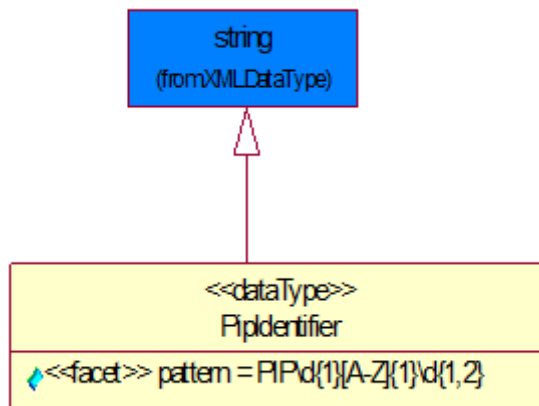 string
(fromXMLDataType)
<<dataType>>
PipIdentifier
<<facet>> pattern = PIP\d{1}[A-Z]{1}\d{1,2}